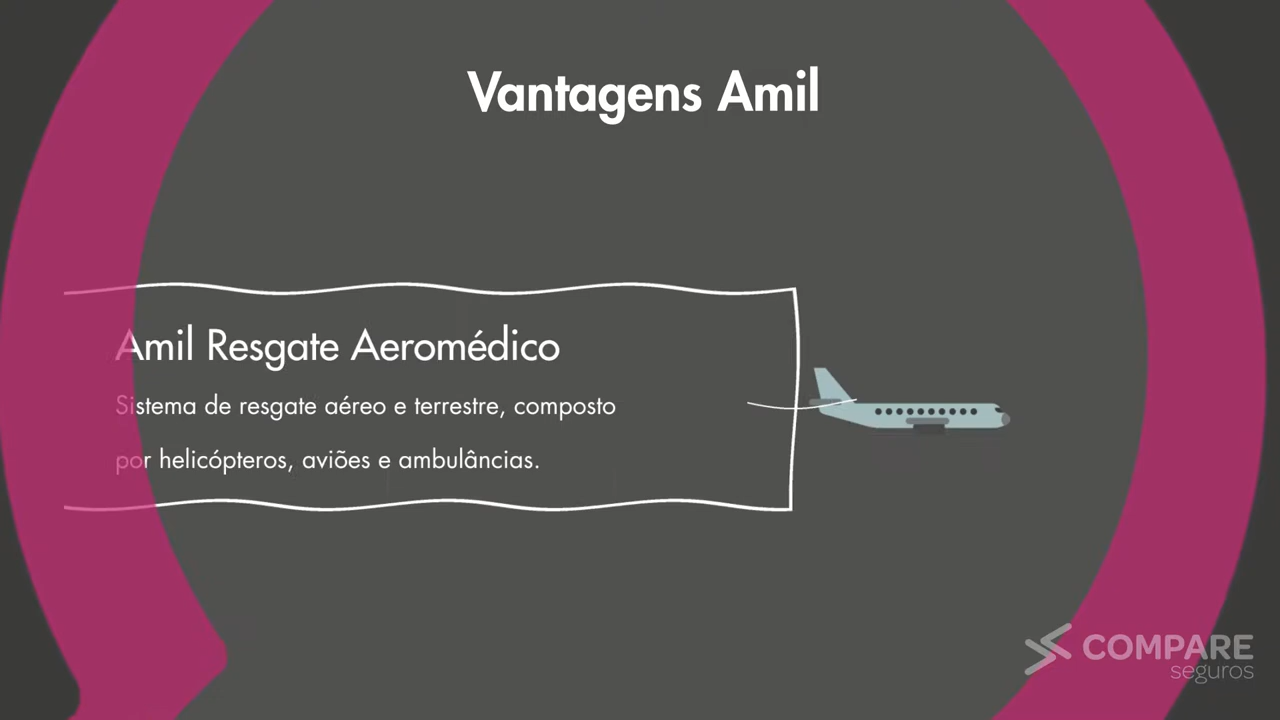 Vantagens Amil
Amil Resgate Aeromédico
Sistema de resgate aéreo e terrestre, composto
por helicópteros, aviões e ambulâncias.
COMPARE
seguros